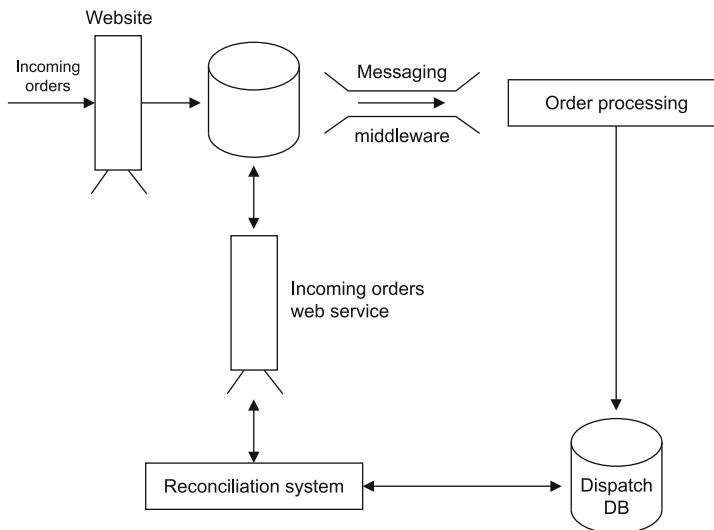 Website
Incoming
orders
Messaging
middleware
Order processing
Incoming orders
web service
Reconciliation system
Dispatch
DB